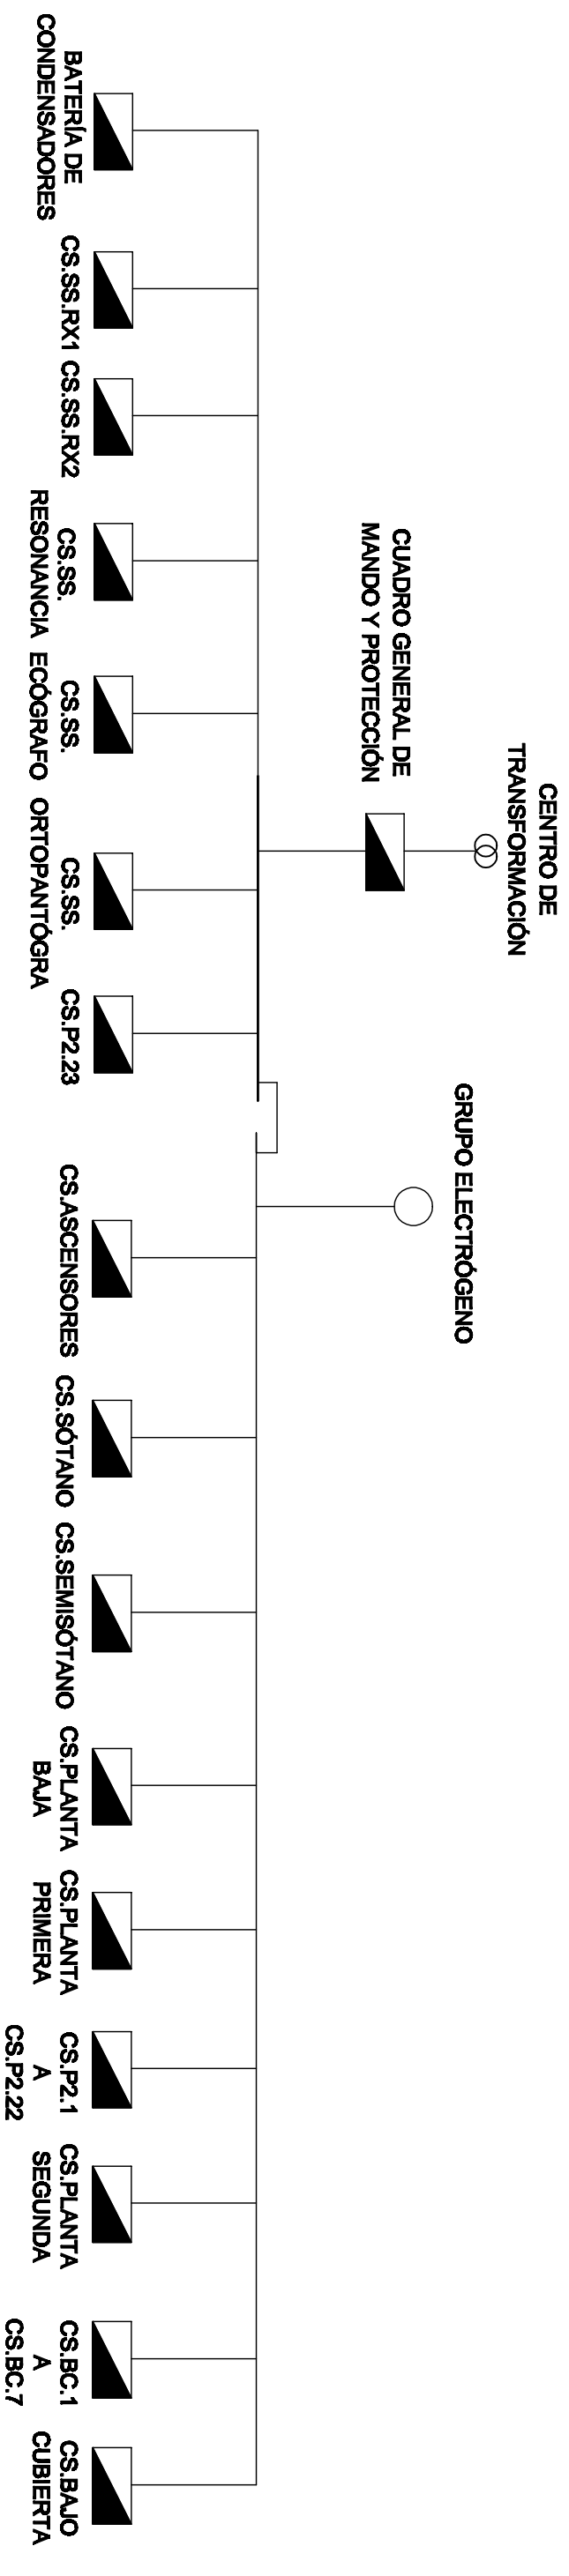 CENTRO DE
TRANSFORMACIÓN
GRUPO ELECTRÓGENO
CUADRO GENERAL DE
MANDO Y PROTECCIÓN
BATERÍA DE
CONDENSADORES
CS.SS.RX1
CS.SS.RX2
CS.SS.
RESONANCIA
CS.SS.
ECÓGRAFO
CS.SS.
ORTOPANTÓGRA
CS.P2.23
CS.ASCENSORES
CS.SÓTANO
CS.SEMISÓTANO
CS.PLANTA
BAJA
CS.PLANTA
PRIMERA
CS.P2.1
A
CS.P2.22
CS.PLANTA
SEGUNDA
CS.BC.1
A
CS.BC.7
CS.BAJO
CUBIERTA